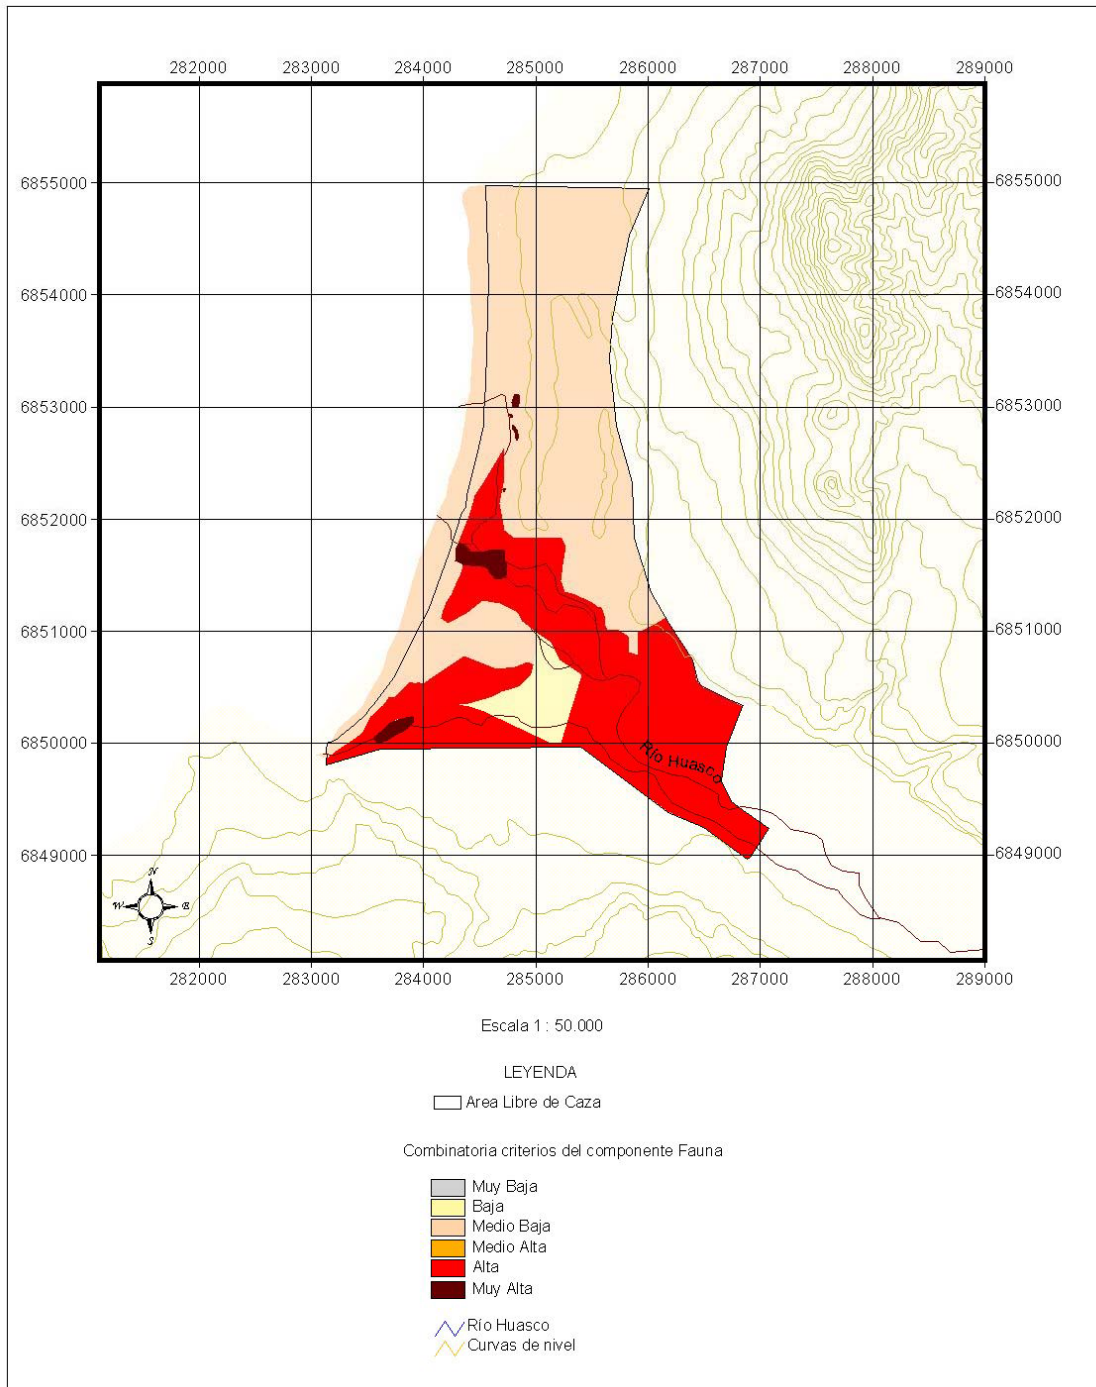 282000 283000 284000 285000 286000 287000 288000 289000
6855000 6855000
6854000 6854000
6853000 6853000
6852000 6852000
6851000 6851000
6850000 6850000
Río Huasco
6849000 6849000
N
W E
S
282000 283000 284000 285000 286000 287000 288000 289000
Escala 1 : 50.000
LEYENDA
Area Libre de Caza
Combinatoria criterios del componente Fauna
Muy Baja
Baja
Medio Baja
Medio Alta
Alta
Muy Alta
Río Huasco
Curvas de nivel